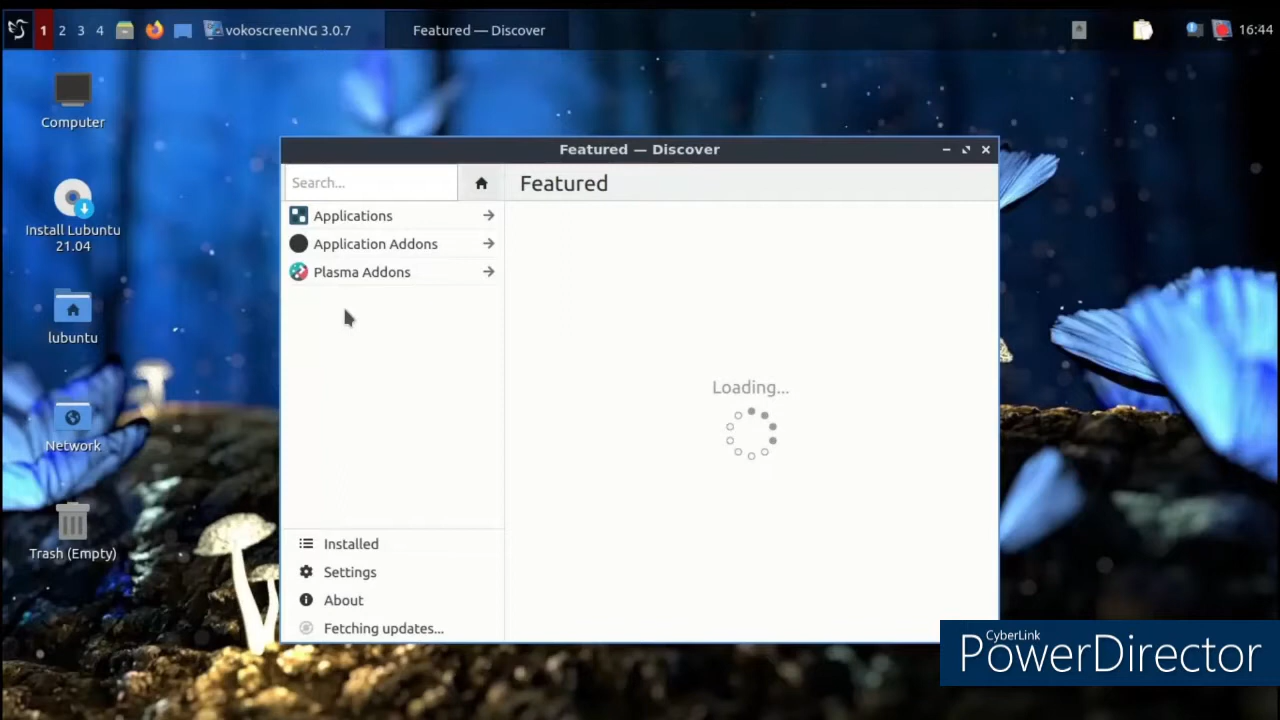 1 2 3 4 vokoscreenNG 3.0.7 Featured — Discover 16:44
Computer
Install Lubuntu
21.04
lubuntu
Network
Trash (Empty)
Featured — Discover
Search...
Featured
Applications
Application Addons
Plasma Addons
Loading...
Installed
Settings
About
Fetching updates...
CyberLink
PowerDirector